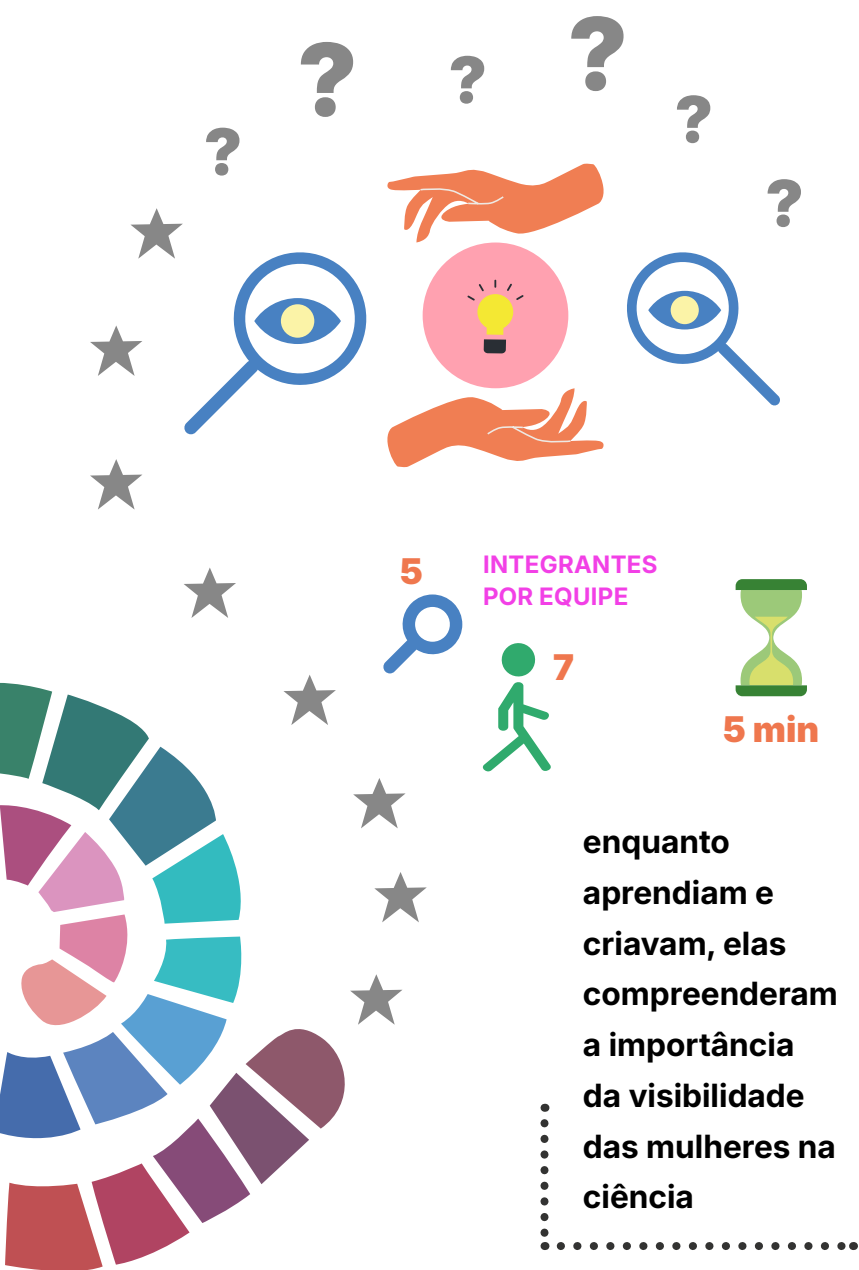 ? ? ? ? ? ?
5
INTEGRANTES
POR EQUIPE
7
5 min
enquanto
aprendiam e
criavam, elas
compreenderam
a importância
da visibilidade
das mulheres na
ciência